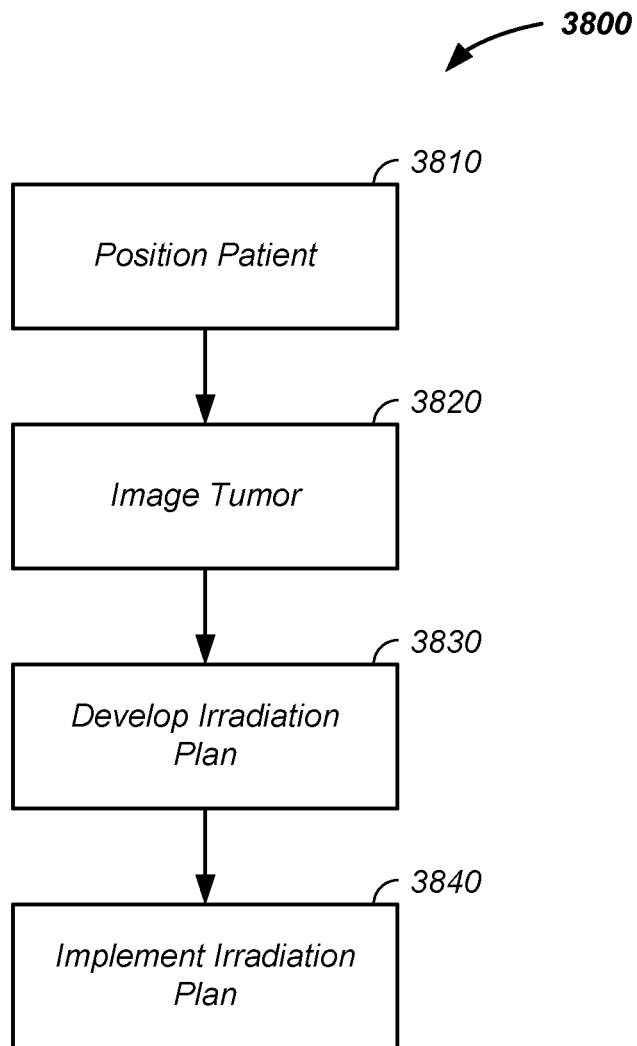 3800
3810
Position Patient
3820
Image Tumor
3830
Develop Irradiation
Plan
3840
Implement Irradiation
Plan